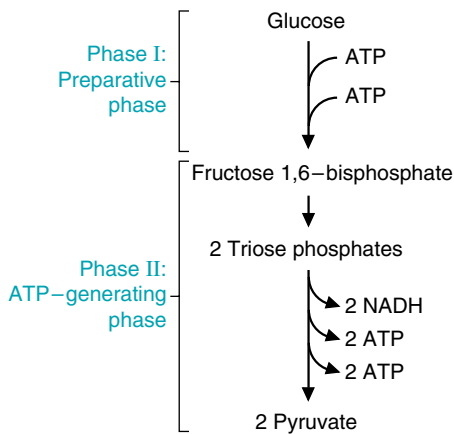 Glucose
Phase I:
Preparative
phase
ATP
ATP
Fructose 1,6–bisphosphate
2 Triose phosphates
Phase II:
ATP–generating
phase
2 NADH
2 ATP
2 ATP
2 Pyruvate